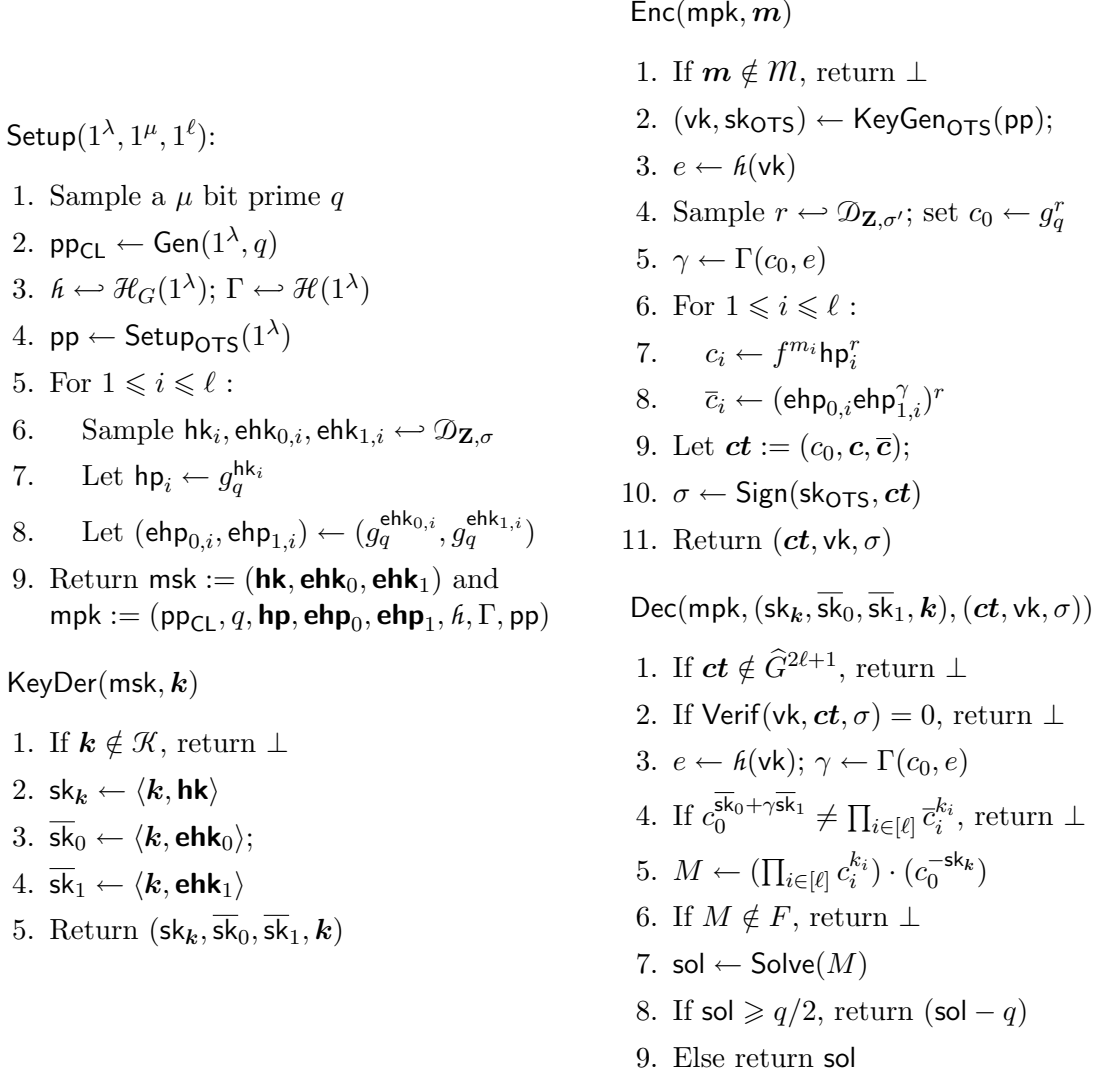 Setup(1^λ, 1^μ, 1^ℓ):
1. Sample a μ bit prime q
2. pp_CL ← Gen(1^λ, q)
3. ℏ ↩ ℋ_G(1^λ); Γ ↩ ℋ(1^λ)
4. pp ← Setup_OTS(1^λ)
5. For 1 ⩽ i ⩽ ℓ :
6. Sample hk_i, ehk_{0,i}, ehk_{1,i} ↩ 𝒟_{𝐙,σ}
7. Let hp_i ← g_q^{hk_i}
8. Let (ehp_{0,i}, ehp_{1,i}) ← (g_q^{ehk_{0,i}}, g_q^{ehk_{1,i}})
9. Return msk := (𝗵𝗸, 𝗲𝗵𝗸_0, 𝗲𝗵𝗸_1) and
mpk := (pp_CL, q, 𝗵𝗽, 𝗲𝗵𝗽_0, 𝗲𝗵𝗽_1, ℏ, Γ, pp)
KeyDer(msk, 𝒌)
1. If 𝒌 ∉ 𝒦, return ⊥
2. sk_𝒌 ← ⟨𝒌, 𝗵𝗸⟩
3. s̅k̅_0 ← ⟨𝒌, 𝗲𝗵𝗸_0⟩;
4. s̅k̅_1 ← ⟨𝒌, 𝗲𝗵𝗸_1⟩
5. Return (sk_𝒌, s̅k̅_0, s̅k̅_1, 𝒌)
Enc(mpk, 𝒎)
1. If 𝒎 ∉ ℳ, return ⊥
2. (vk, sk_OTS) ← KeyGen_OTS(pp);
3. e ← ℏ(vk)
4. Sample r ↩ 𝒟_{𝐙,σ′}; set c_0 ← g_q^r
5. γ ← Γ(c_0, e)
6. For 1 ⩽ i ⩽ ℓ :
7. c_i ← f^{m_i}hp_i^r
8. c̅_i ← (ehp_{0,i}ehp_{1,i}^γ)^r
9. Let 𝒄𝒕 := (c_0, 𝒄, 𝒄̅);
10. σ ← Sign(sk_OTS, 𝒄𝒕)
11. Return (𝒄𝒕, vk, σ)
Dec(mpk, (sk_𝒌, s̅k̅_0, s̅k̅_1, 𝒌), (𝒄𝒕, vk, σ))
1. If 𝒄𝒕 ∉ Ĝ^{2ℓ+1}, return ⊥
2. If Verif(vk, 𝒄𝒕, σ) = 0, return ⊥
3. e ← ℏ(vk); γ ← Γ(c_0, e)
4. If c_0^{s̅k̅_0+γs̅k̅_1} ≠ ∏_{i∈[ℓ]} c̅_i^{k_i}, return ⊥
5. M ← (∏_{i∈[ℓ]} c_i^{k_i}) · (c_0^{−sk_𝒌})
6. If M ∉ F, return ⊥
7. sol ← Solve(M)
8. If sol ⩾ q/2, return (sol − q)
9. Else return sol